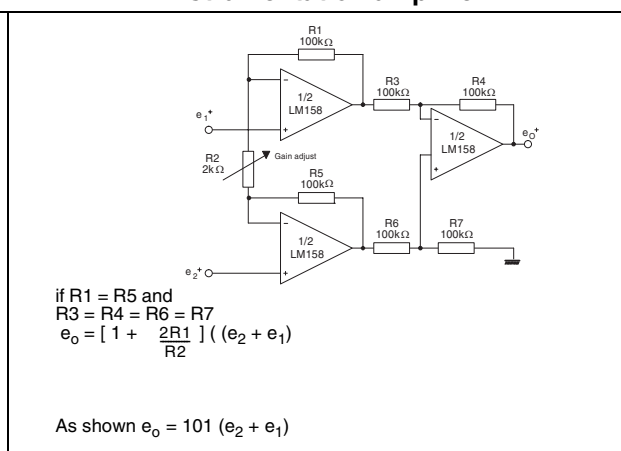 R1
100kΩ
R3
100kΩ
R4
100kΩ
1/2
LM158
e1+
1/2
LM158
eO+
R2
2kΩ
Gain adjust
R5
100kΩ
R6
100kΩ
R7
100kΩ
1/2
LM158
e2+
if R1 = R5 and
R3 = R4 = R6 = R7
eo = [ 1 + 2R1
R2 ] ( (e2 + e1)
As shown eo = 101 (e2 + e1)